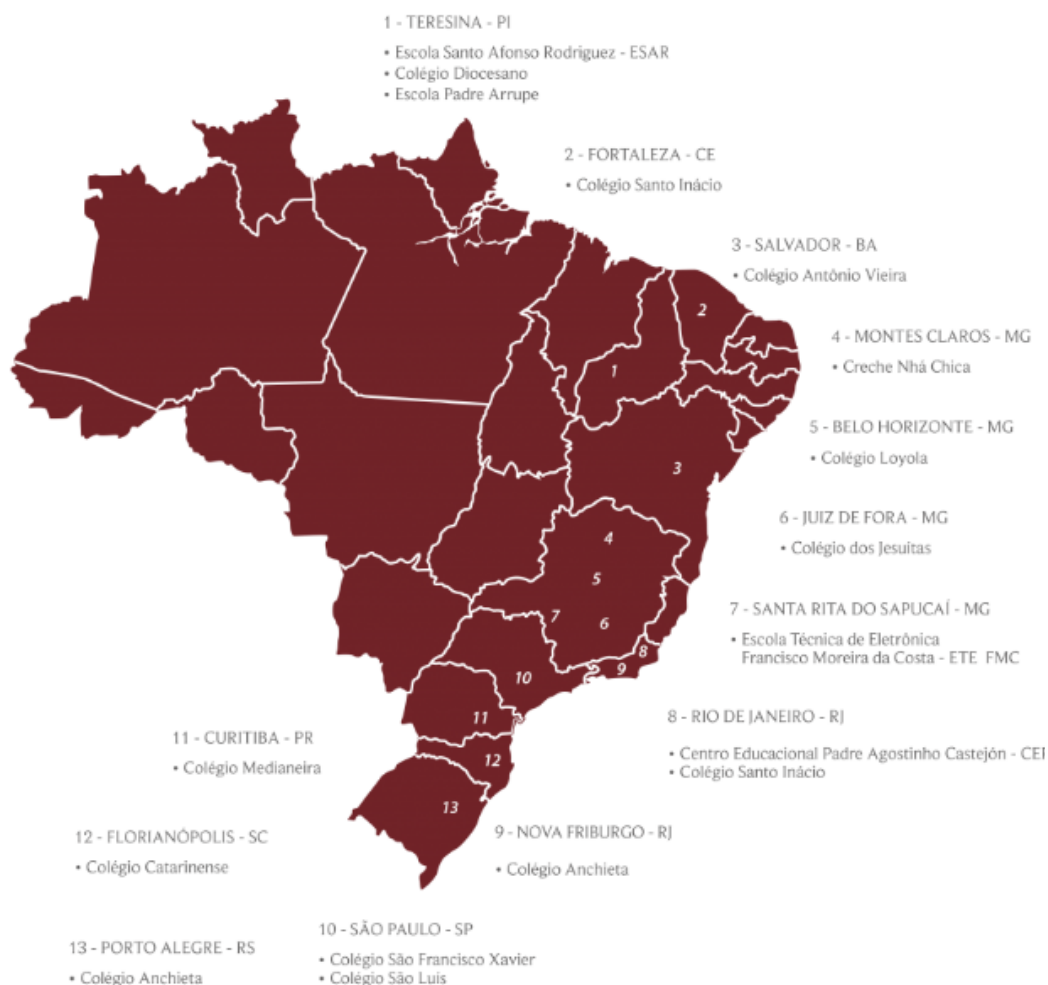 1 - TERESINA - PI
• Escola Santo Afonso Rodriguez - ESAR
• Colégio Diocesano
• Escola Padre Arrupe
2 - FORTALEZA - CE
• Colégio Santo Inácio
3 - SALVADOR - BA
• Colégio Antônio Vieira
4 - MONTES CLAROS - MG
• Creche Nhá Chica
5 - BELO HORIZONTE - MG
• Colégio Loyola
6 - JUIZ DE FORA - MG
• Colégio dos Jesuítas
7 - SANTA RITA DO SAPUCAÍ - MG
• Escola Técnica de Eletrônica
Francisco Moreira da Costa - ETE FMC
8 - RIO DE JANEIRO - RJ
• Centro Educacional Padre Agostinho Castejón - CEI
• Colégio Santo Inácio
9 - NOVA FRIBURGO - RJ
• Colégio Anchieta
10 - SÃO PAULO - SP
• Colégio São Francisco Xavier
• Colégio São Luís
11 - CURITIBA - PR
• Colégio Medianeira
12 - FLORIANÓPOLIS - SC
• Colégio Catarinense
13 - PORTO ALEGRE - RS
• Colégio Anchieta
2
1
3
4
5
7
6
8
9
10
11
12
13